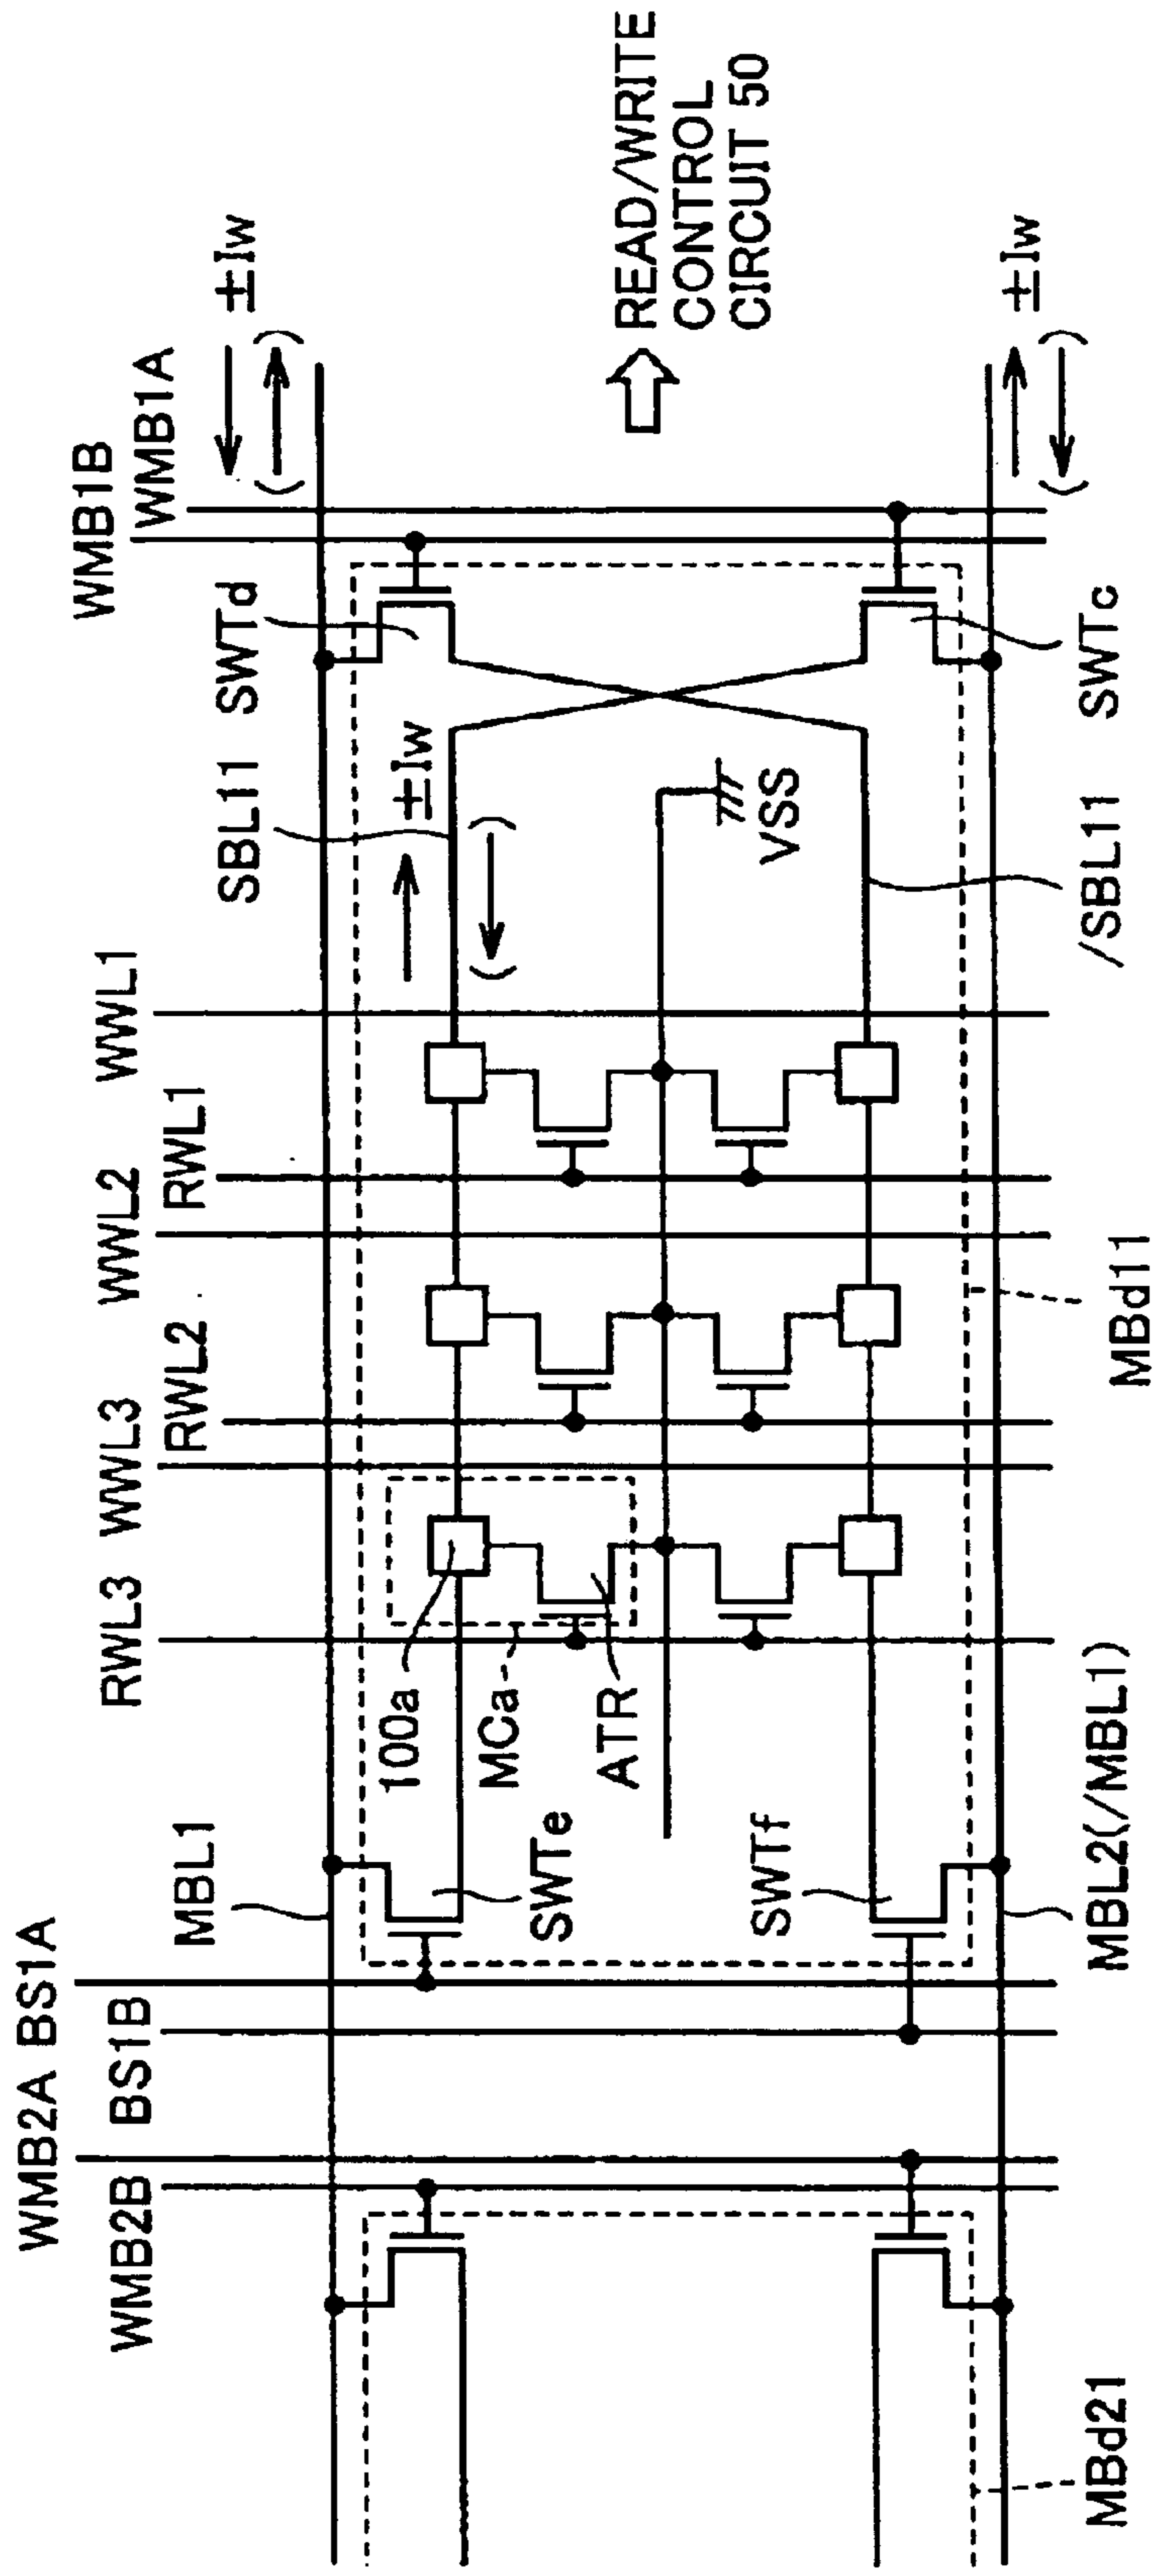 WMB2A BS1A
WMB2B
BS1B
RWL3
WWL3
RWL2
WWL2
RWL1
WWL1
WMB1B
WMB1A
MBL1
SBL11
SWTd
±Iw
100a
MCa
ATR
SWTe
SWTf
±Iw
VSS
READ/WRITE
CONTROL
CIRCUIT 50
MBd21
MBL2(/MBL1)
MBd11
/SBL11
SWTc
±Iw